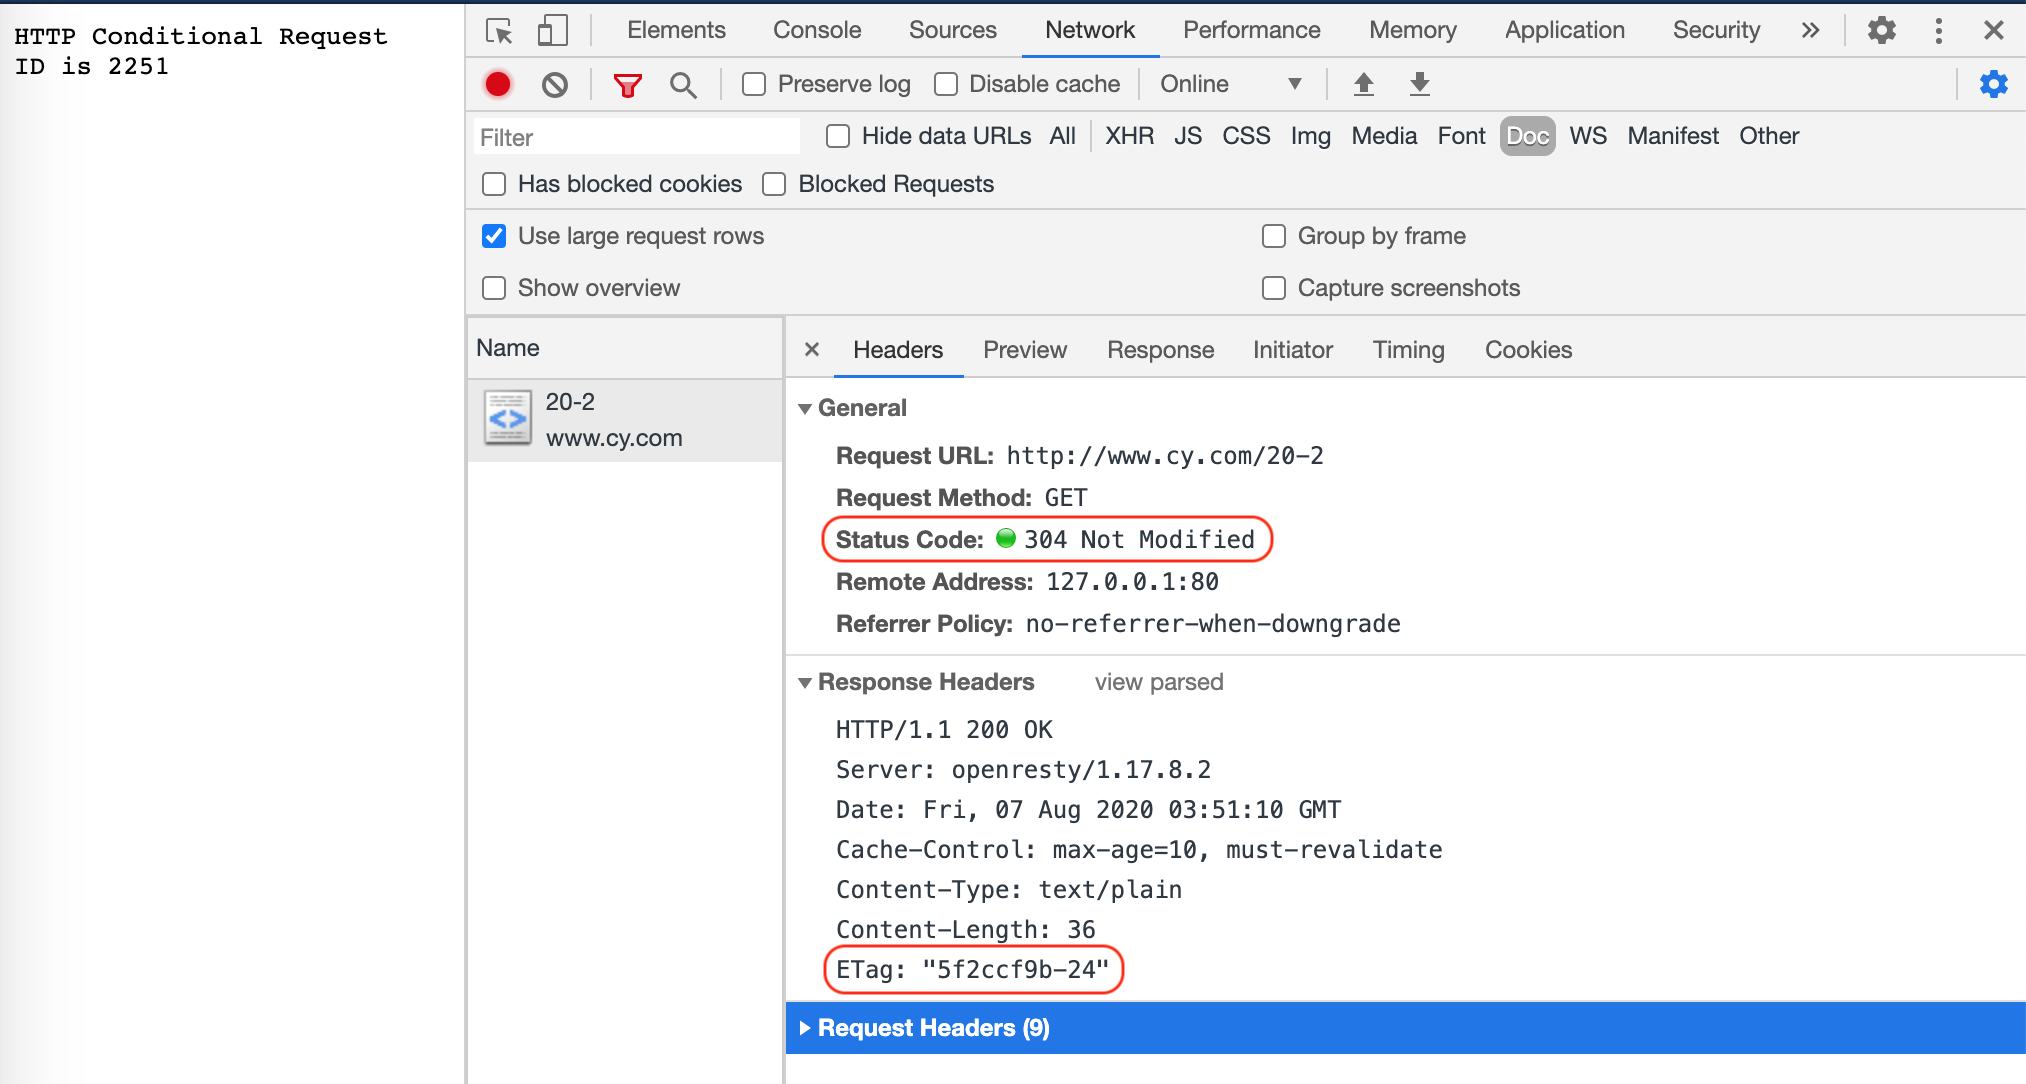 HTTP Conditional Request
ID is 2251
Elements Console Sources Network Performance Memory Application Security »
Preserve log Disable cache Online
Filter Hide data URLs All XHR JS CSS Img Media Font Doc WS Manifest Other
Has blocked cookies Blocked Requests
Use large request rows Group by frame
Show overview Capture screenshots
Name
20-2
www.cy.com
× Headers Preview Response Initiator Timing Cookies
General
Request URL: http://www.cy.com/20-2
Request Method: GET
Status Code: 304 Not Modified
Remote Address: 127.0.0.1:80
Referrer Policy: no-referrer-when-downgrade
Response Headers view parsed
HTTP/1.1 200 OK
Server: openresty/1.17.8.2
Date: Fri, 07 Aug 2020 03:51:10 GMT
Cache-Control: max-age=10, must-revalidate
Content-Type: text/plain
Content-Length: 36
ETag: "5f2ccf9b-24"
Request Headers (9)